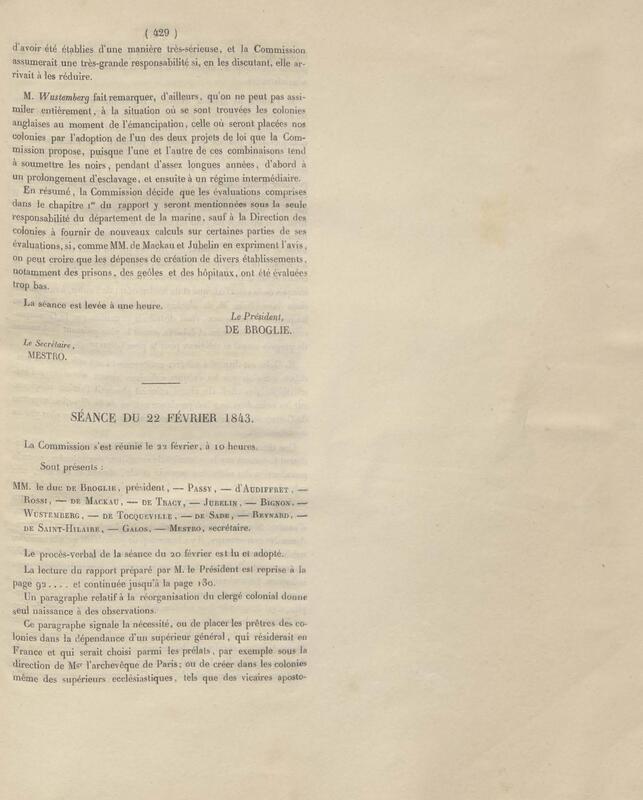 ( 429 )
d'avoir été établies d'une manière très-sérieuse, et la Commission
assumerait une très-grande responsabilité si, en les discutant, elle ar-
rivait à les réduire.
M. Wustemberg fait remarquer, d'ailleurs, qu'on ne peut pas assi-
miler entièrement, à la situation où se sont trouvées les colonies
anglaises au moment de l'émancipation, celle où seront placées nos
colonies par l'adoption de l'un des deux projets de loi que la Com-
mission propose, puisque l'une et l'autre de ces combinaisons tend
à soumettre les noirs, pendant d'assez longues années, d'abord à
un prolongement d'esclavage, et ensuite à un régime intermédiaire.
En résumé, la Commission décide que les évaluations comprises
dans le chapitre 1er du rapport y seront mentionnées sous la seule
responsabilité du département de la marine, sauf à la Direction des
colonies à fournir de nouveaux calculs sur certaines parties de ses
évaluations, si, comme MM. de Mackau et Jubelin en expriment l'avis,
on peut croire que les dépenses de création de divers établissements,
notamment des prisons, des geôles et des hôpitaux, ont été évaluées
trop bas.
La séance est levée à une heure.
Le Président,
DE BROGLIE.
Le Secrétaire,
MESTRO.
SÉANCE DU 22 FÉVRIER 1843.
La Commission s'est réunie le 22 février, à 10 heures.
Sont présents :
MM. le duc DE BROGLIE, président, — PASSY, — d'AUDIFFRET, —
ROSSI, — DE MACKAU, — DE TRACY, — JUBELIN, — BIGNON, —
WUSTEMBERG, — DE TOCQUEVILLE, — DE SADE, — REYNARD, —
DE SAINT-HILAIRE, — GALOS, — MESTRO, secrétaire.
Le procès-verbal de la séance du 20 février est lu et adopté.
La lecture du rapport préparé par M. le Président est reprise à la
page 92.... et continuée jusqu'à la page 130.
Un paragraphe relatif à la réorganisation du clergé colonial donne
seul naissance à des observations.
Ce paragraphe signale la nécessité, ou de placer les prêtres des co-
lonies dans la dépendance d'un supérieur général, qui résiderait en
France et qui serait choisi parmi les prélats, par exemple sous la
direction de Mgr l'archevêque de Paris; ou de créer dans les colonies
même des supérieurs ecclésiastiques, tels que des vicaires aposto-